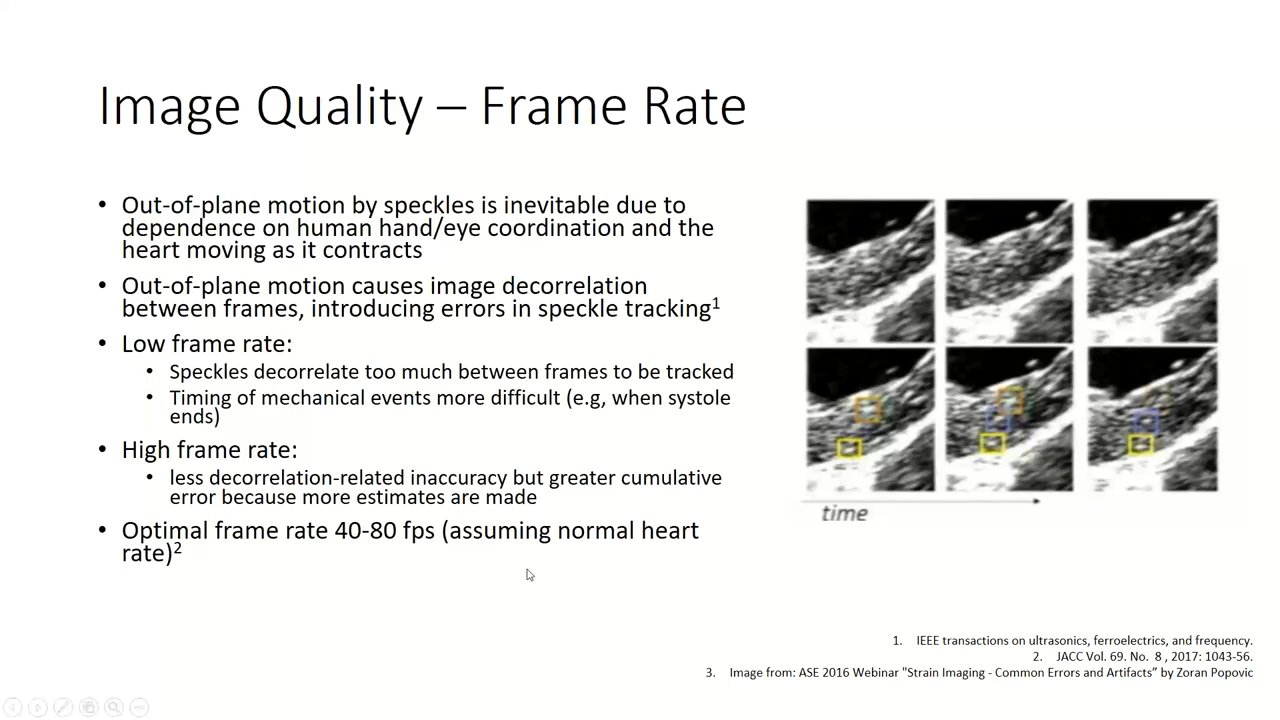 Image Quality – Frame Rate
• Out-of-plane motion by speckles is inevitable due to
dependence on human hand/eye coordination and the
heart moving as it contracts
• Out-of-plane motion causes image decorrelation
between frames, introducing errors in speckle tracking¹
• Low frame rate:
• Speckles decorrelate too much between frames to be tracked
• Timing of mechanical events more difficult (e.g, when systole
ends)
• High frame rate:
• less decorrelation-related inaccuracy but greater cumulative
error because more estimates are made
• Optimal frame rate 40-80 fps (assuming normal heart
rate)²
time
1. IEEE transactions on ultrasonics, ferroelectrics, and frequency.
2. JACC Vol. 69. No. 8 , 2017: 1043-56.
3. Image from: ASE 2016 Webinar "Strain Imaging - Common Errors and Artifacts” by Zoran Popovic